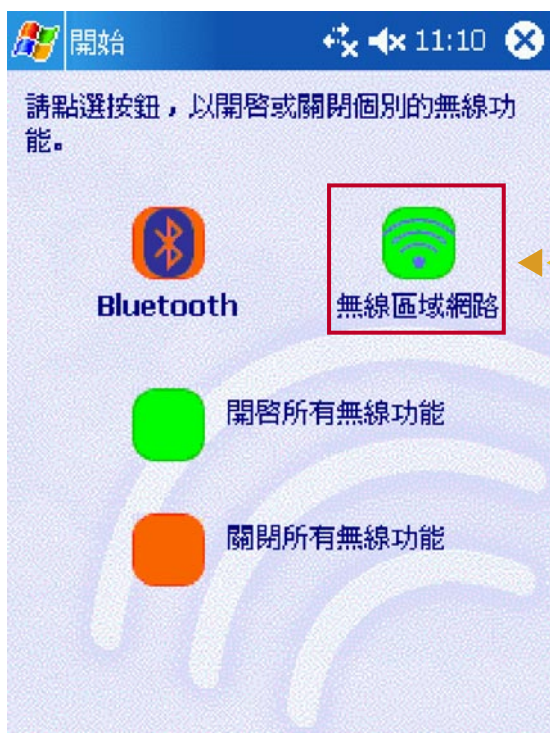 開始 11:10
請點選按鈕，以開啓或關閉個別的無線功
能。
Bluetooth
無線區域網路
開啓所有無線功能
關閉所有無線功能